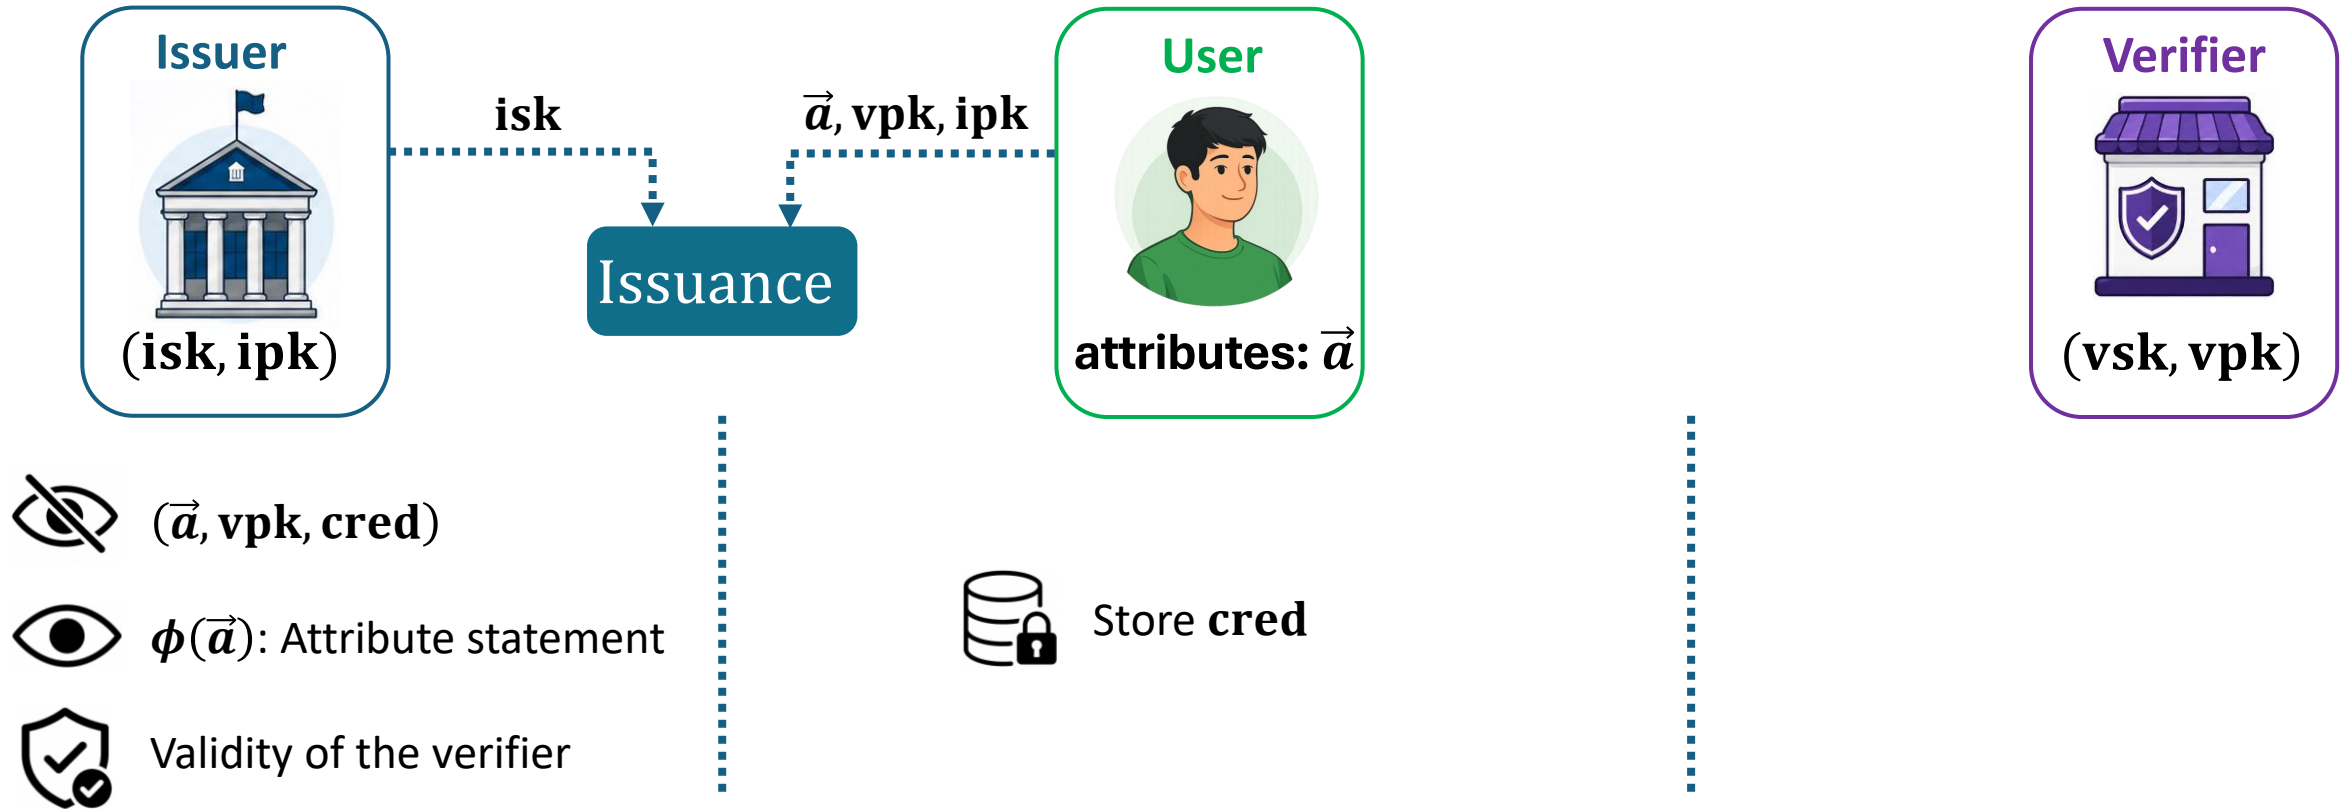 Issuer
User
Verifier
isk
a⃗, vpk, ipk
Issuance
(isk, ipk)
attributes: a⃗
(vsk, vpk)
(a⃗, vpk, cred)
ϕ(a⃗): Attribute statement
Validity of the verifier
Store cred